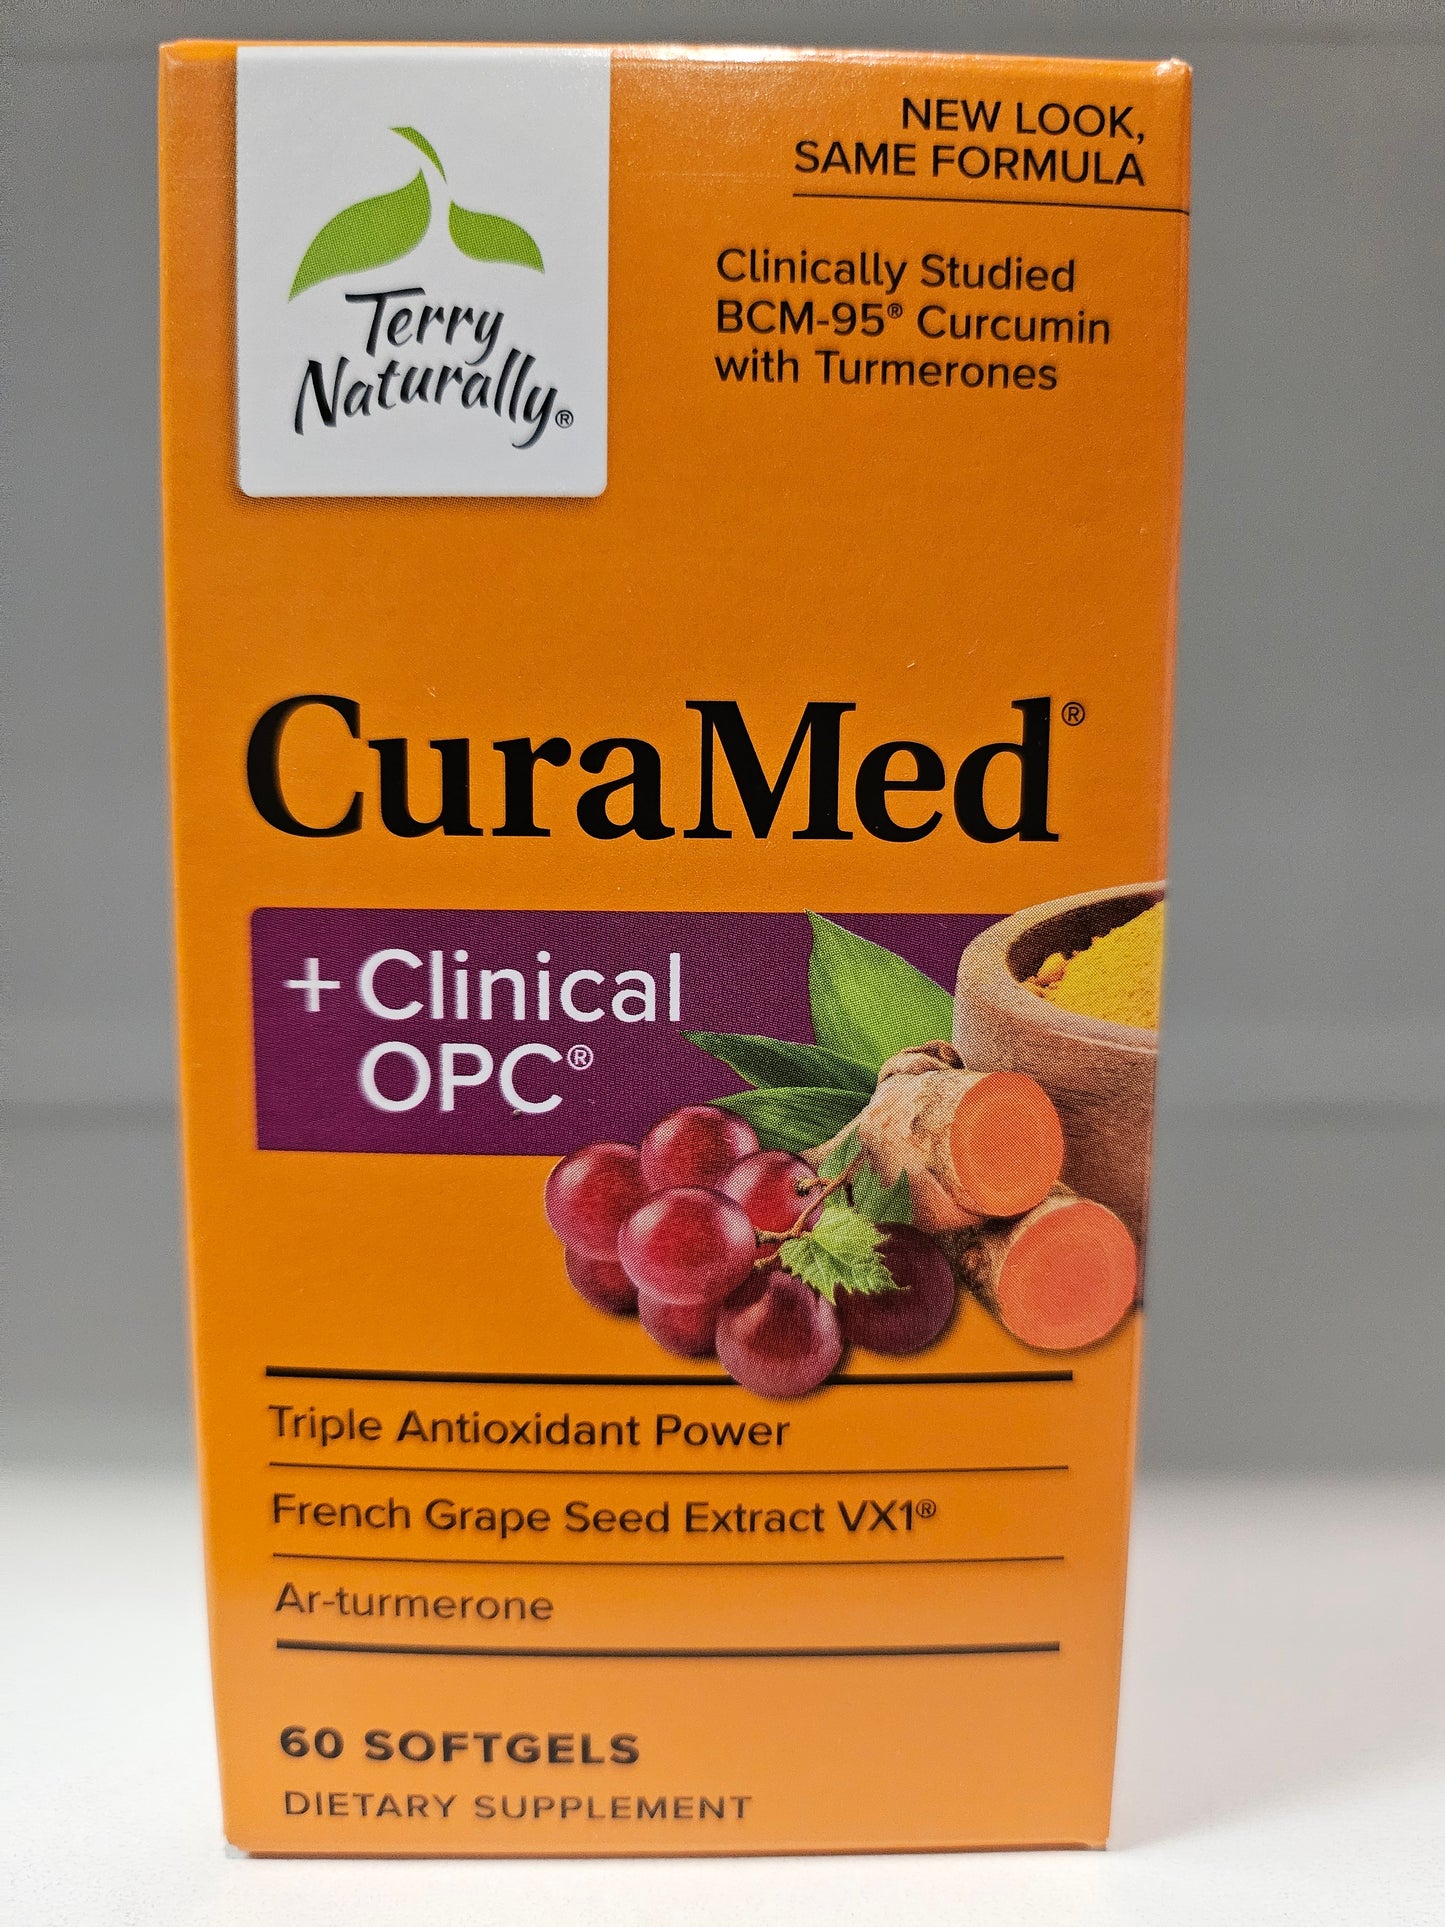 Terry
Naturally®
NEW LOOK,
SAME FORMULA
Clinically Studied
BCM-95® Curcumin
with Turmerones
CuraMed®
+ Clinical
OPC®
Triple Antioxidant Power
French Grape Seed Extract VX1®
Ar-turmerone
60 SOFTGELS
DIETARY SUPPLEMENT